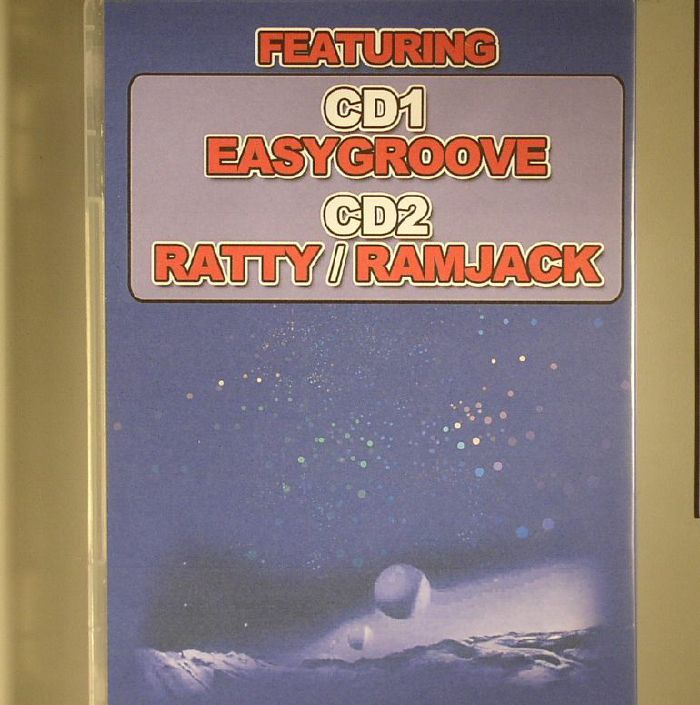 FEATURING
CD1
EASYGROOVE
CD2
RATTY / RAMJACK